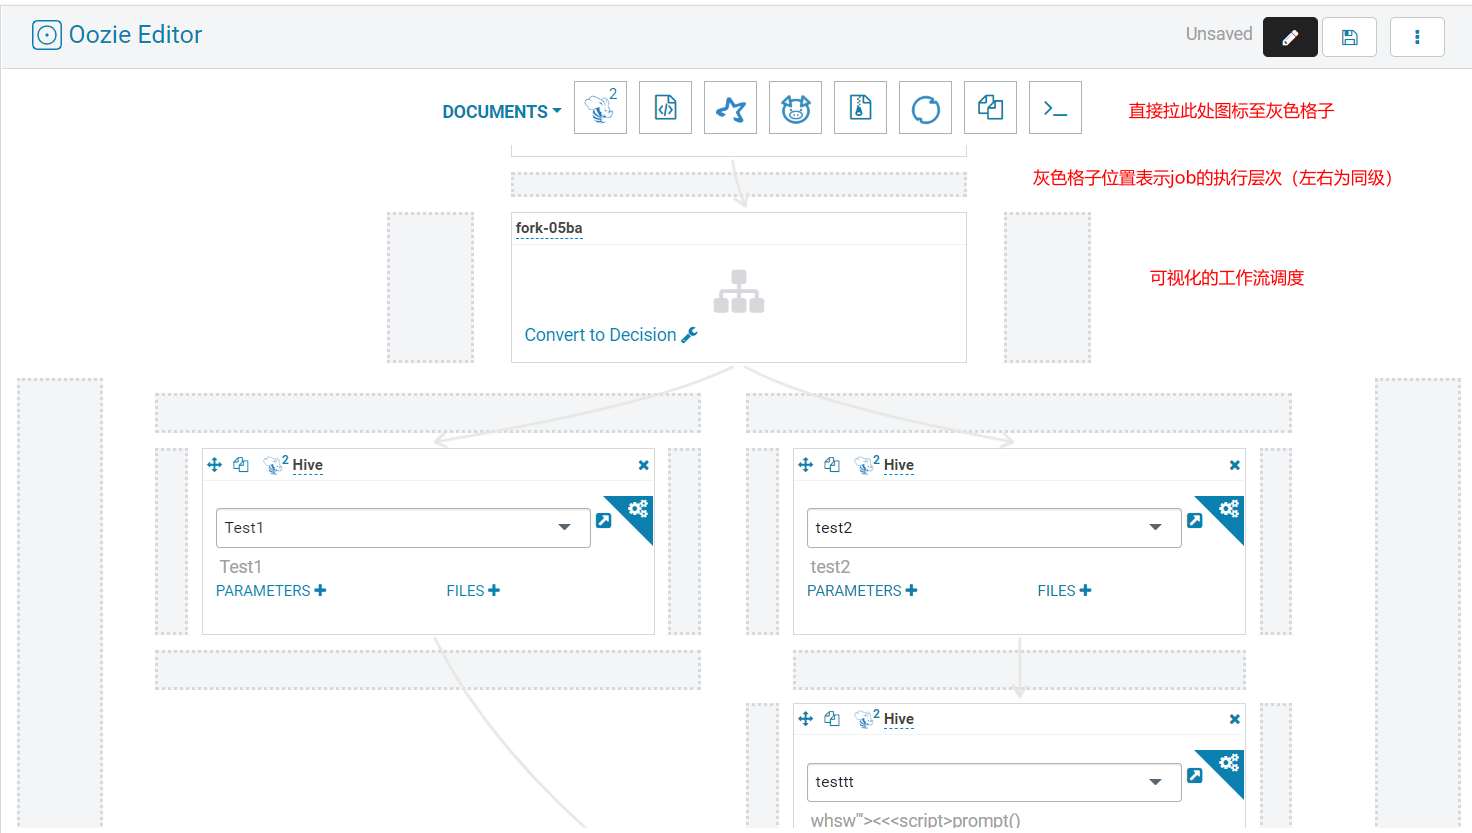 Oozie Editor
Unsaved
DOCUMENTS
2
直接拉此处图标至灰色格子
灰色格子位置表示job的执行层次（左右为同级）
fork-05ba
可视化的工作流调度
Convert to Decision
2 Hive
2 Hive
Test1
test2
Test1
test2
PARAMETERS
FILES
PARAMETERS
FILES
2 Hive
testtt
whsw'"><<<script>prompt()